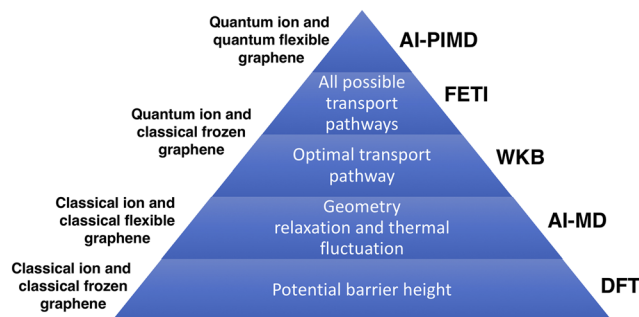 Quantum ion and
quantum flexible
graphene
AI-PIMD
All possible
transport
pathways
FETI
Quantum ion and
classical frozen
graphene
Optimal transport
pathway
WKB
Classical ion and
classical flexible
graphene
Geometry
relaxation and thermal
fluctuation
AI-MD
Classical ion and
classical frozen
graphene
Potential barrier height
DFT